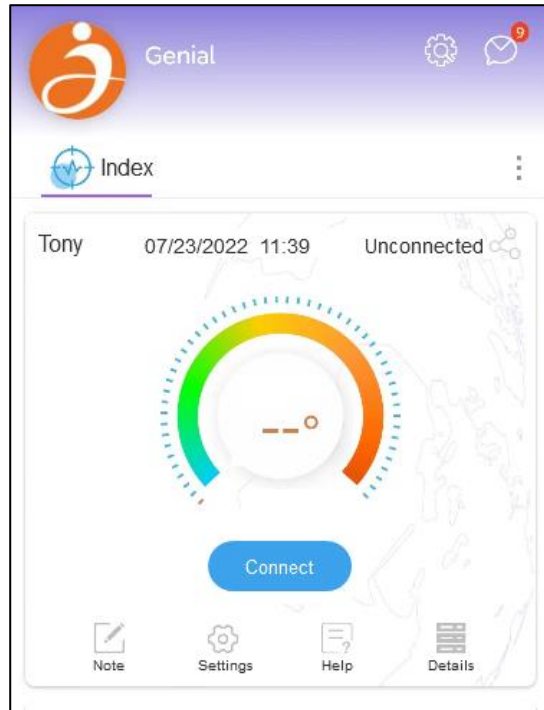 Genial
9
Index
Tony 07/23/2022 11:39 Unconnected
--°
Connect
Note Settings Help Details